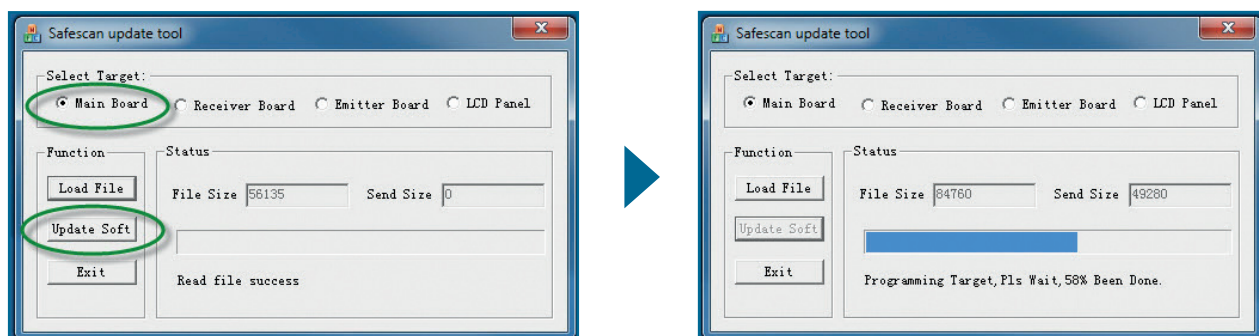 Safescan update tool
Select Target:
Main Board Receiver Board Emitter Board LCD Panel
Function
Status
Load File
File Size 56135 Send Size 0
Update Soft
Exit
Read file success
Safescan update tool
Select Target:
Main Board Receiver Board Emitter Board LCD Panel
Function
Status
Load File
File Size 84760 Send Size 49280
Update Soft
Exit
Programming Target,Pls Wait,58% Been Done.